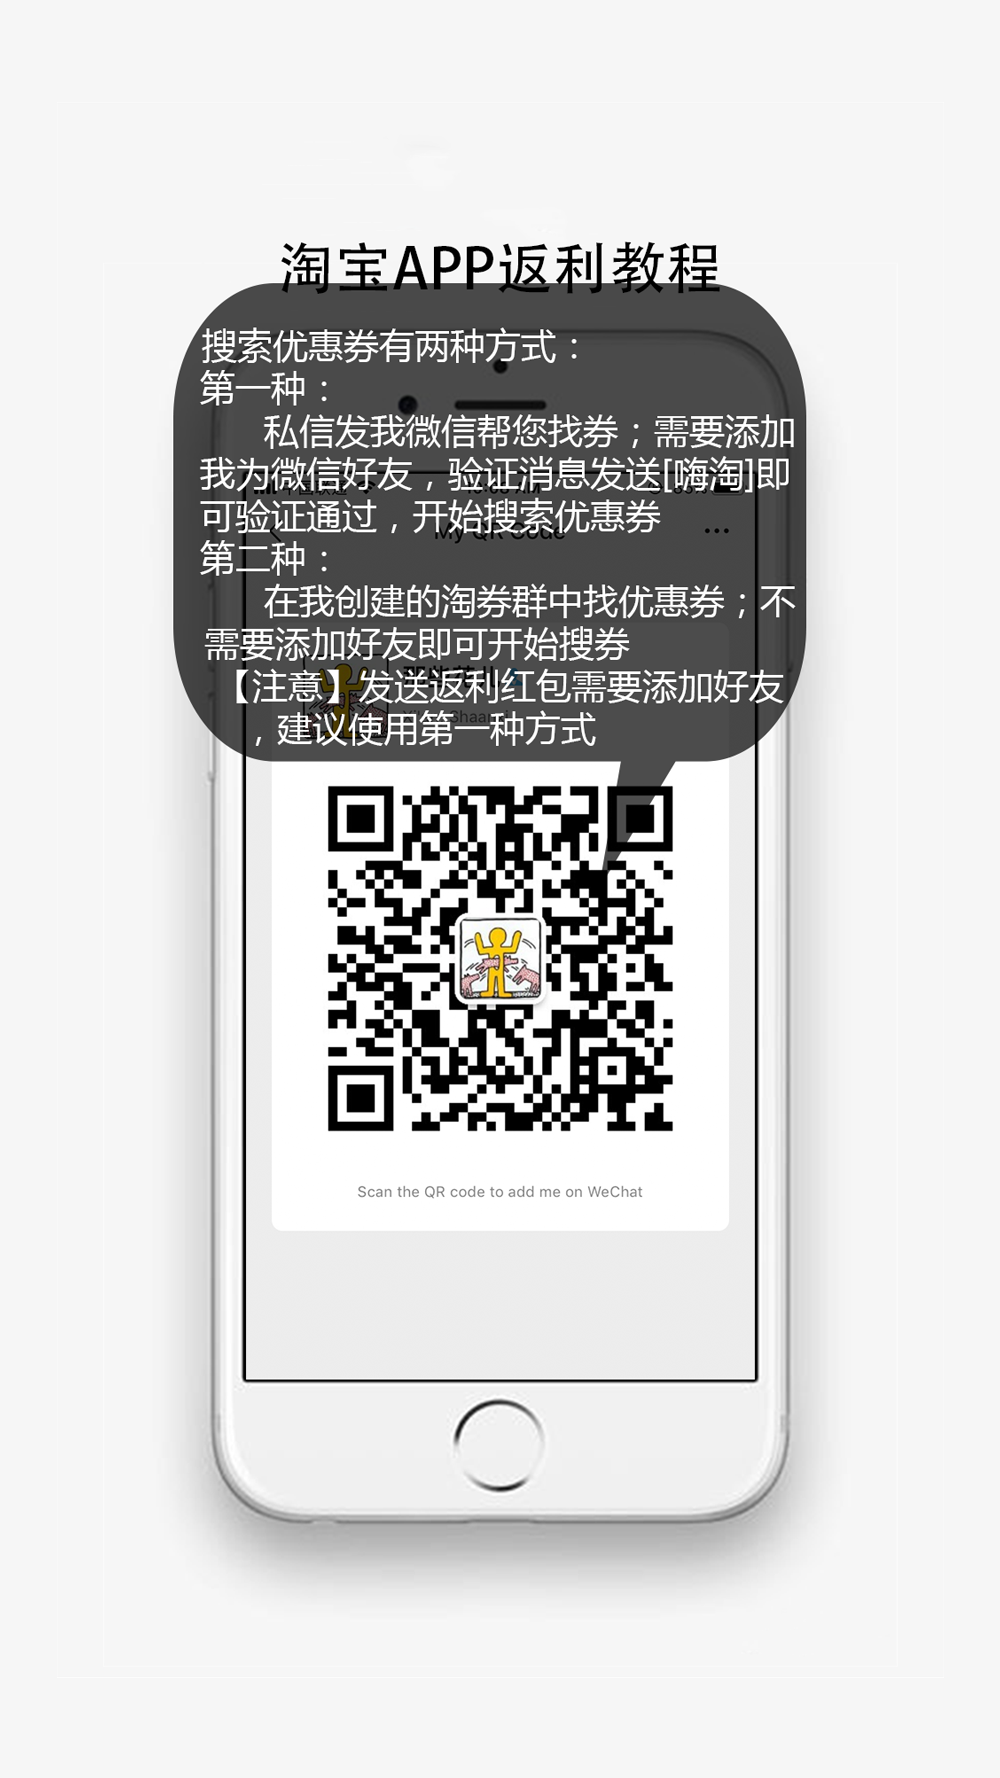 淘宝APP返利教程
搜索优惠券有两种方式：
第一种：
私信发我微信帮您找券；需要添加
我为微信好友，验证消息发送[嗨淘]即
可验证通过，开始搜索优惠券
My QR Code
第二种：
在我创建的淘券群中找优惠券；不
需要添加好友即可开始搜券
【注意】发送返利红包需要添加好友
，建议使用第一种方式
Scan the QR code to add me on WeChat